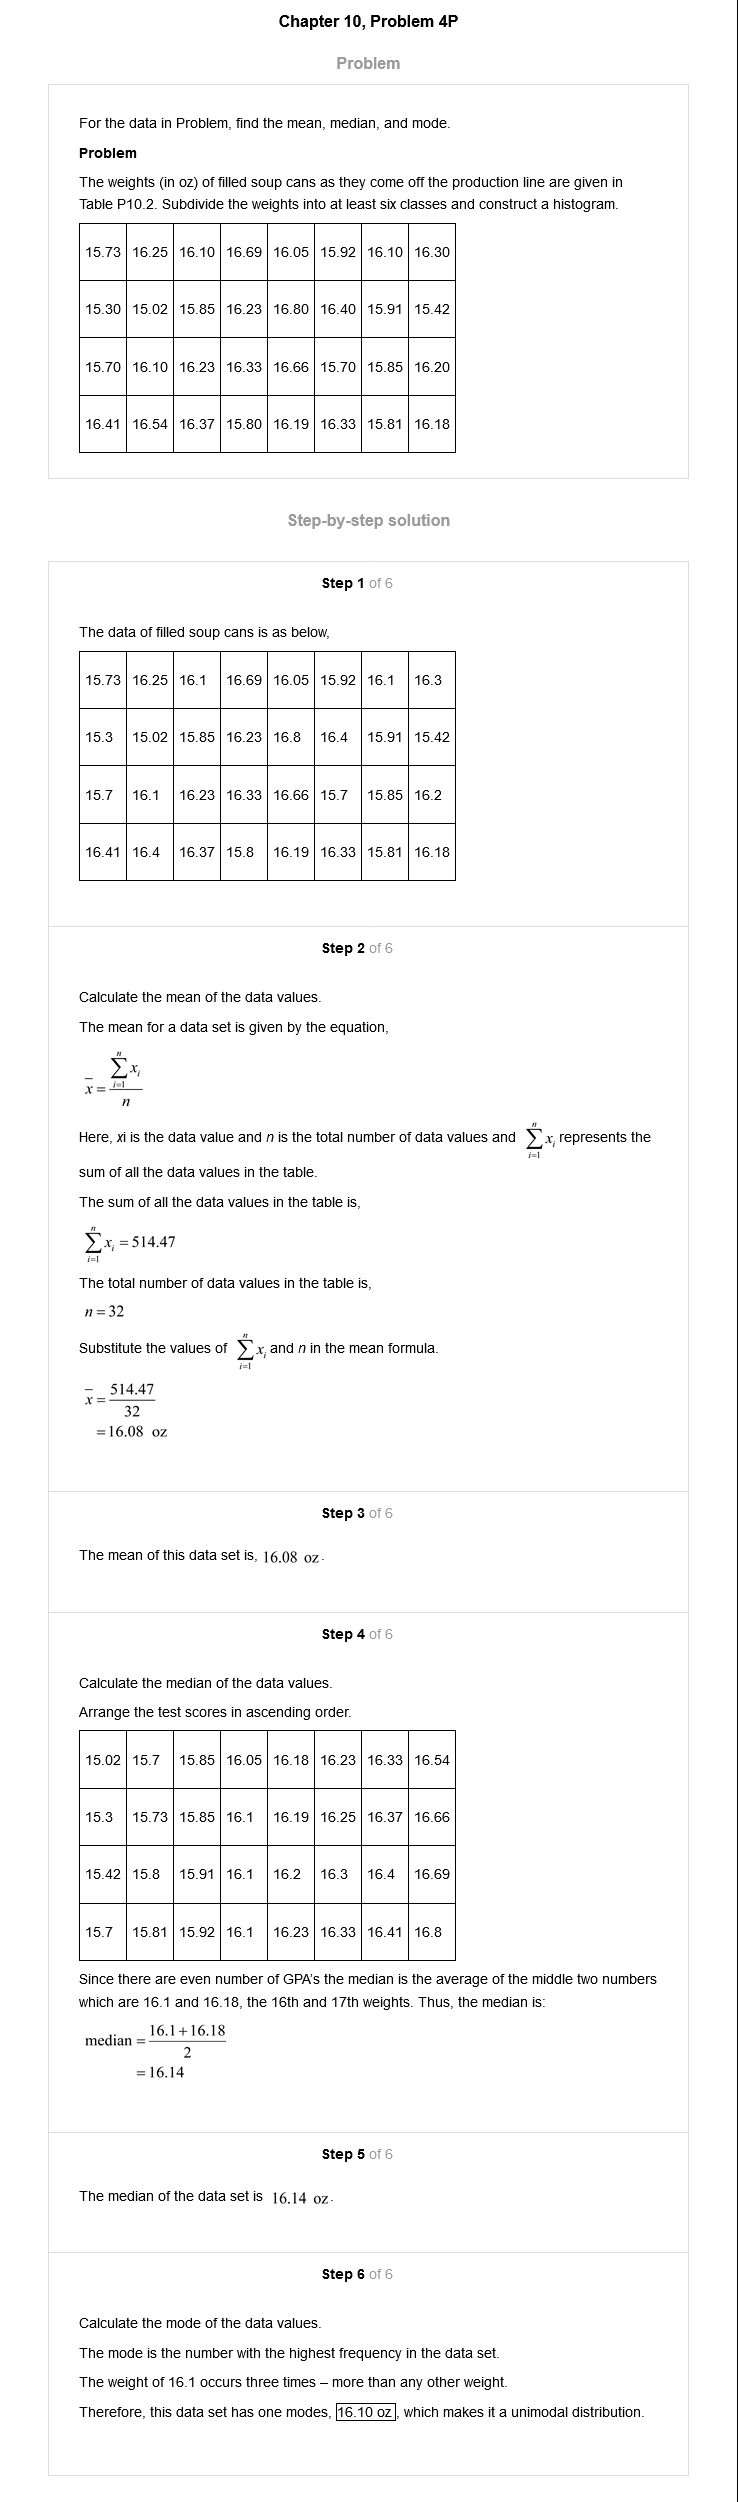 Chapter 10, Problem 4P
Problem
For the data in Problem, find the mean, median, and mode.
Problem
The weights (in oz) of filled soup cans as they come off the production line are given in
Table P10.2. Subdivide the weights into at least six classes and construct a histogram.
15.73 16.25 16.10 16.69 16.05 15.92 16.10 16.30
15.30 15.02 15.85 16.23 16.80 16.40 15.91 15.42
15.70 16.10 16.23 16.33 16.66 15.70 15.85 16.20
16.41 16.54 16.37 15.80 16.19 16.33 15.81 16.18
Step-by-step solution
Step 1 of 6
The data of filled soup cans is as below,
15.73 16.25 16.1 16.69 16.05 15.92 16.1 16.3
15.3 15.02 15.85 16.23 16.8 16.4 15.91 15.42
15.7 16.1 16.23 16.33 16.66 15.7 15.85 16.2
16.41 16.4 16.37 15.8 16.19 16.33 15.81 16.18
Step 2 of 6
Calculate the mean of the data values.
The mean for a data set is given by the equation,
n
∑ xᵢ
i=1
x̄ =
n
Here, xi is the data value and n is the total number of data values and n ∑ i=1 xᵢ represents the
sum of all the data values in the table.
The sum of all the data values in the table is,
n
∑ xᵢ = 514.47
i=1
The total number of data values in the table is,
n = 32
Substitute the values of n ∑ i=1 xᵢ and n in the mean formula.
x̄ = 514.47
32
= 16.08 oz
Step 3 of 6
The mean of this data set is, 16.08 oz.
Step 4 of 6
Calculate the median of the data values.
Arrange the test scores in ascending order.
15.02 15.7 15.85 16.05 16.18 16.23 16.33 16.54
15.3 15.73 15.85 16.1 16.19 16.25 16.37 16.66
15.42 15.8 15.91 16.1 16.2 16.3 16.4 16.69
15.7 15.81 15.92 16.1 16.23 16.33 16.41 16.8
Since there are even number of GPA's the median is the average of the middle two numbers
which are 16.1 and 16.18, the 16th and 17th weights. Thus, the median is:
median = 16.1+16.18
2
= 16.14
Step 5 of 6
The median of the data set is 16.14 oz.
Step 6 of 6
Calculate the mode of the data values.
The mode is the number with the highest frequency in the data set.
The weight of 16.1 occurs three times – more than any other weight.
Therefore, this data set has one modes, 16.10 oz, which makes it a unimodal distribution.